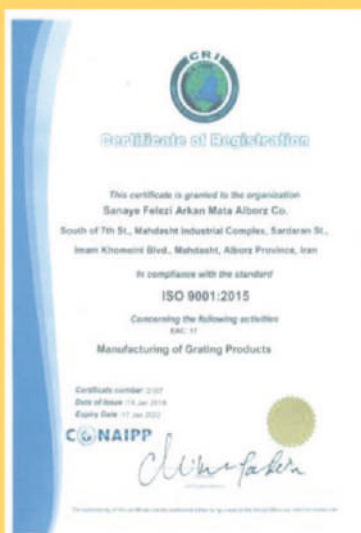 CRI
Certificate of Registration
This certificate is granted to the organization
Sanaye Felezi Arkan Mata Alborz Co.
South of 7th St., Mahdasht Industrial Complex, Sardaran St.,
Imam Khomeini Blvd., Mahdasht, Alborz Province, Iran
In compliance with the standard
ISO 9001:2015
Concerning the following activities
EAC: 17
Manufacturing of Grating Products
Certificate number
Date of Issue
Expiry Date
CONAIPP